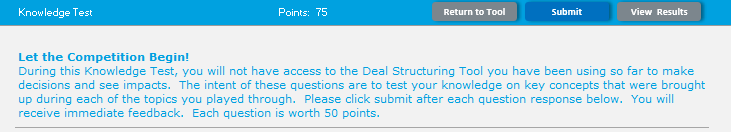 Knowledge Test Points: 75 Return to Tool Submit View Results
Let the Competition Begin!
During this Knowledge Test, you will not have access to the Deal Structuring Tool you have been using so far to make
decisions and see impacts. The intent of these questions are to test your knowledge on key concepts that were brought
up during each of the topics you played through. Please click submit after each question response below. You will
receive immediate feedback. Each question is worth 50 points.